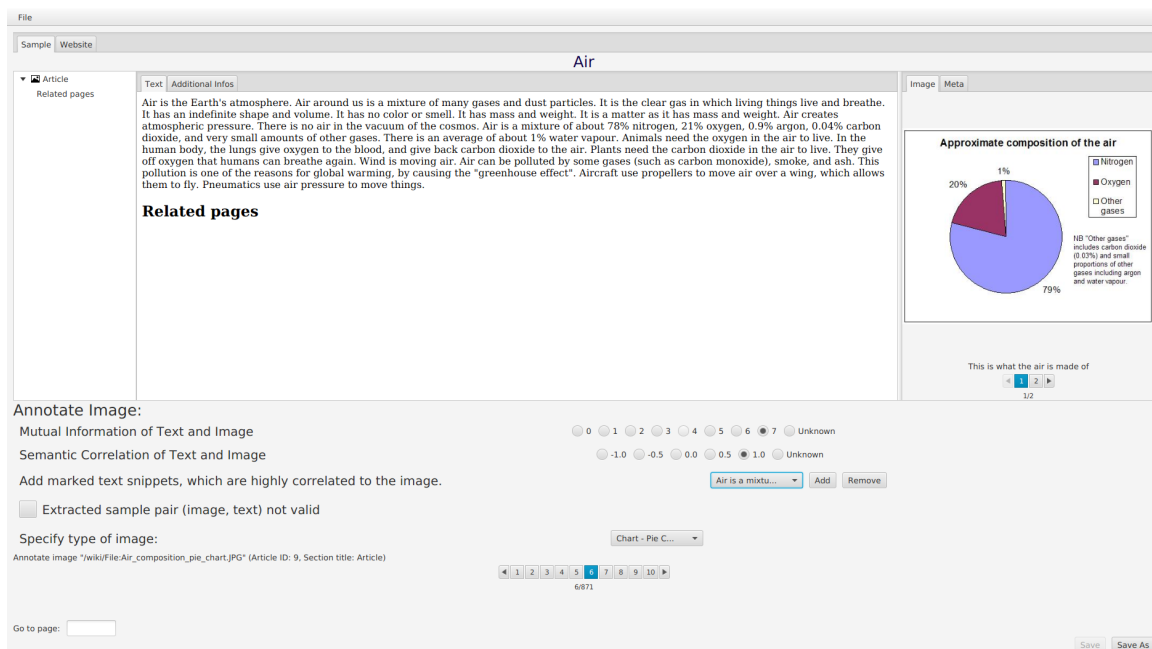 File
Sample Website
Air
Article
Related pages
Text Additional Infos
Air is the Earth's atmosphere. Air around us is a mixture of many gases and dust particles. It is the clear gas in which living things live and breathe.
It has an indefinite shape and volume. It has no color or smell. It has mass and weight. It is a matter as it has mass and weight. Air creates
atmospheric pressure. There is no air in the vacuum of the cosmos. Air is a mixture of about 78% nitrogen, 21% oxygen, 0.9% argon, 0.04% carbon
dioxide, and very small amounts of other gases. There is an average of about 1% water vapour. Animals need the oxygen in the air to live. In the
human body, the lungs give oxygen to the blood, and give back carbon dioxide to the air. Plants need the carbon dioxide in the air to live. They give
off oxygen that humans can breathe again. Wind is moving air. Air can be polluted by some gases (such as carbon monoxide), smoke, and ash. This
pollution is one of the reasons for global warming, by causing the "greenhouse effect". Aircraft use propellers to move air over a wing, which allows
them to fly. Pneumatics use air pressure to move things.
Related pages
Image Meta
Approximate composition of the air
Nitrogen
Oxygen
Other
gases
1%
20%
79%
NB "Other gases"
includes carbon dioxide
(0.03%) and small
proportions of other
gases including argon
and water vapour.
This is what the air is made of
1 2
1/2
Annotate Image:
Mutual Information of Text and Image 0 1 2 3 4 5 6 7 Unknown
Semantic Correlation of Text and Image -1.0 -0.5 0.0 0.5 1.0 Unknown
Add marked text snippets, which are highly correlated to the image. Air is a mixtu... Add Remove
Extracted sample pair (image, text) not valid
Specify type of image: Chart - Pie C...
Annotate image "/wiki/File:Air_composition_pie_chart.JPG" (Article ID: 9, Section title: Article)
1 2 3 4 5 6 7 8 9 10
6/871
Go to page:
Save Save As